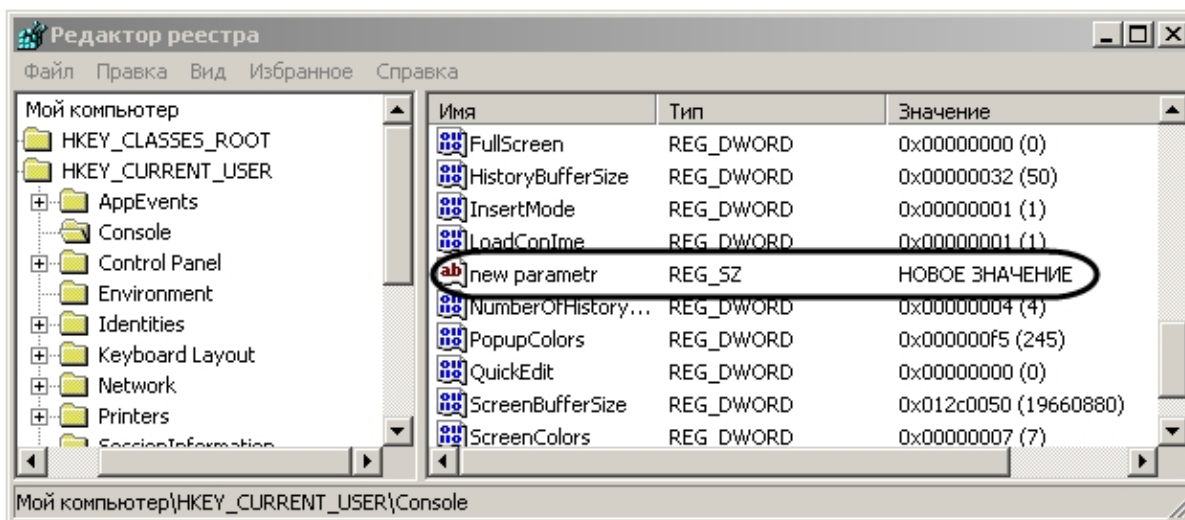 Редактор реестра
Файл Правка Вид Избранное Справка
Мой компьютер
HKEY_CLASSES_ROOT
HKEY_CURRENT_USER
AppEvents
Console
Control Panel
Environment
Identities
Keyboard Layout
Network
Printers
SessionInformation
Имя Тип Значение
FullScreen REG_DWORD 0x00000000 (0)
HistoryBufferSize REG_DWORD 0x00000032 (50)
InsertMode REG_DWORD 0x00000001 (1)
LoadConIme REG_DWORD 0x00000001 (1)
new parametr REG_SZ НОВОЕ ЗНАЧЕНИЕ
NumberOfHistory... REG_DWORD 0x00000004 (4)
PopupColors REG_DWORD 0x000000f5 (245)
QuickEdit REG_DWORD 0x00000000 (0)
ScreenBufferSize REG_DWORD 0x012c0050 (19660880)
ScreenColors REG_DWORD 0x00000007 (7)
Мой компьютер\HKEY_CURRENT_USER\Console